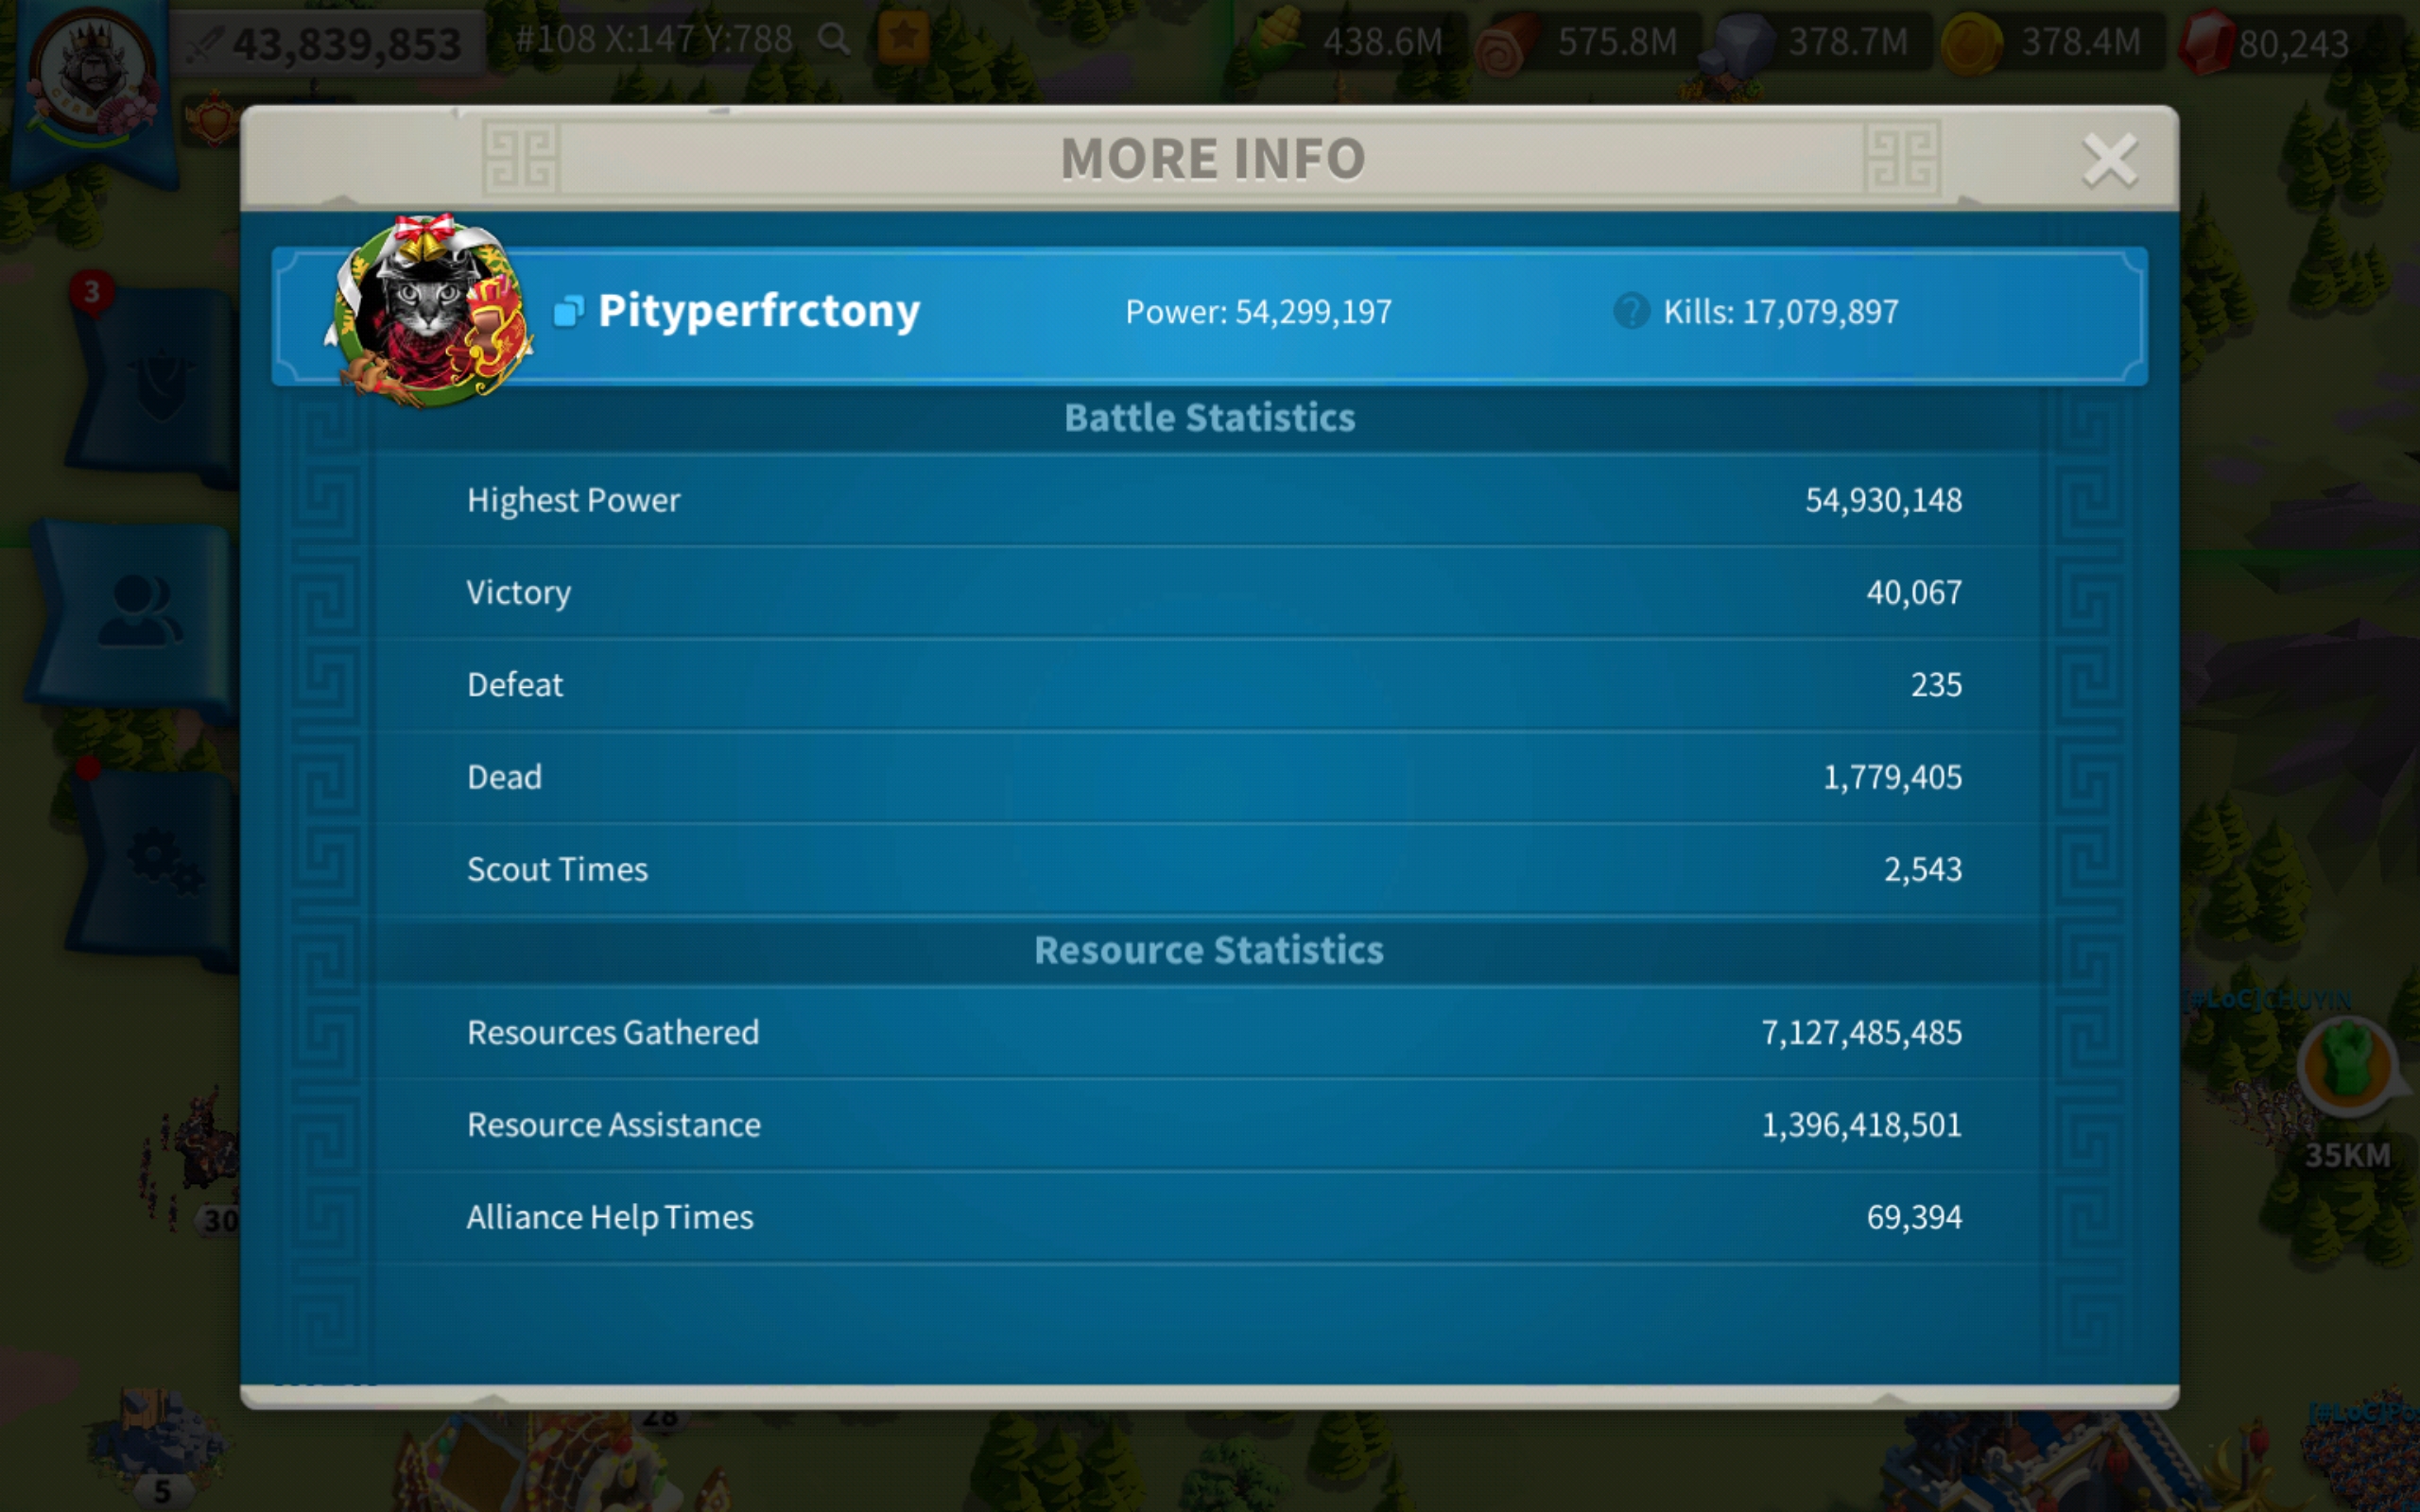 43,839,853
#108 X:147 Y:788
438.6M
575.8M
378.7M
378.4M
80,243
MORE INFO
3
Pityperfrctony
Power: 54,299,197
? Kills: 17,079,897
Battle Statistics
Highest Power 54,930,148
Victory 40,067
Defeat 235
Dead 1,779,405
Scout Times 2,543
Resource Statistics
Resources Gathered 7,127,485,485
[#LoC]CHUYIN
Resource Assistance 1,396,418,501
35KM
Alliance Help Times 69,394
30
28
5